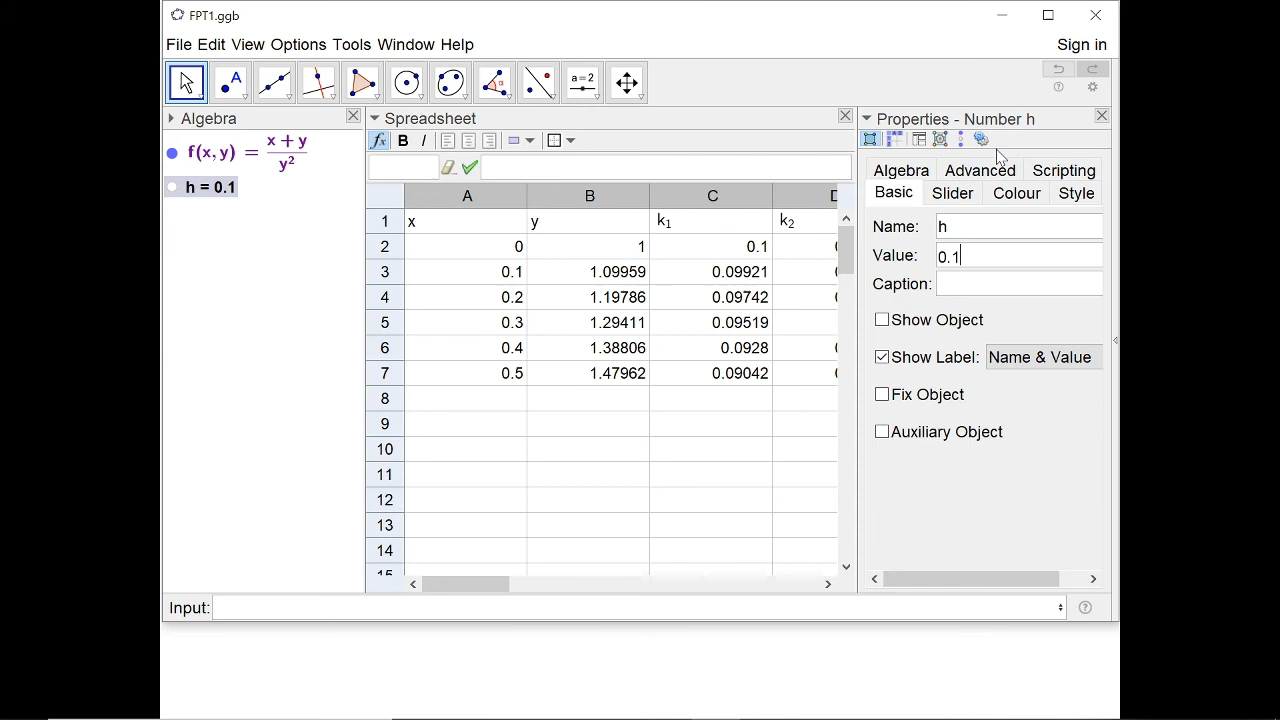 FPT1.ggb
File Edit View Options Tools Window Help
Sign in
A
α
a=2
Algebra
f(x, y) = x + y / y²
h = 0.1
Spreadsheet
fx B I
A B C D
1 x y k₁ k₂
2 0 1 0.1
3 0.1 1.09959 0.09921
4 0.2 1.19786 0.09742
5 0.3 1.29411 0.09519
6 0.4 1.38806 0.0928
7 0.5 1.47962 0.09042
8
9
10
11
12
13
14
15
Properties - Number h
Algebra Advanced Scripting
Basic Slider Colour Style
Name: h
Value: 0.1
Caption:
Show Object
Show Label: Name & Value
Fix Object
Auxiliary Object
Input: